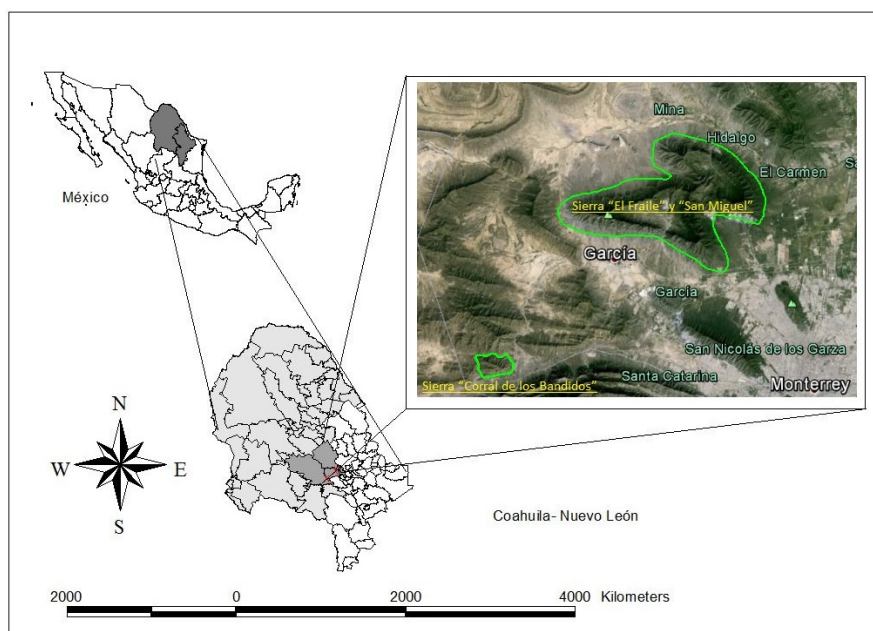 México
Mina
Hidalgo
El Carmen
Sa
Sierra "El Fraile" y "San Miguel"
García
García
San Nicolás de los Garza
Santa Catarina
Monterrey
Sierra "Corral de los Bandidos"
N
W
E
S
Coahuila- Nuevo León
2000
0
2000
4000 Kilometers